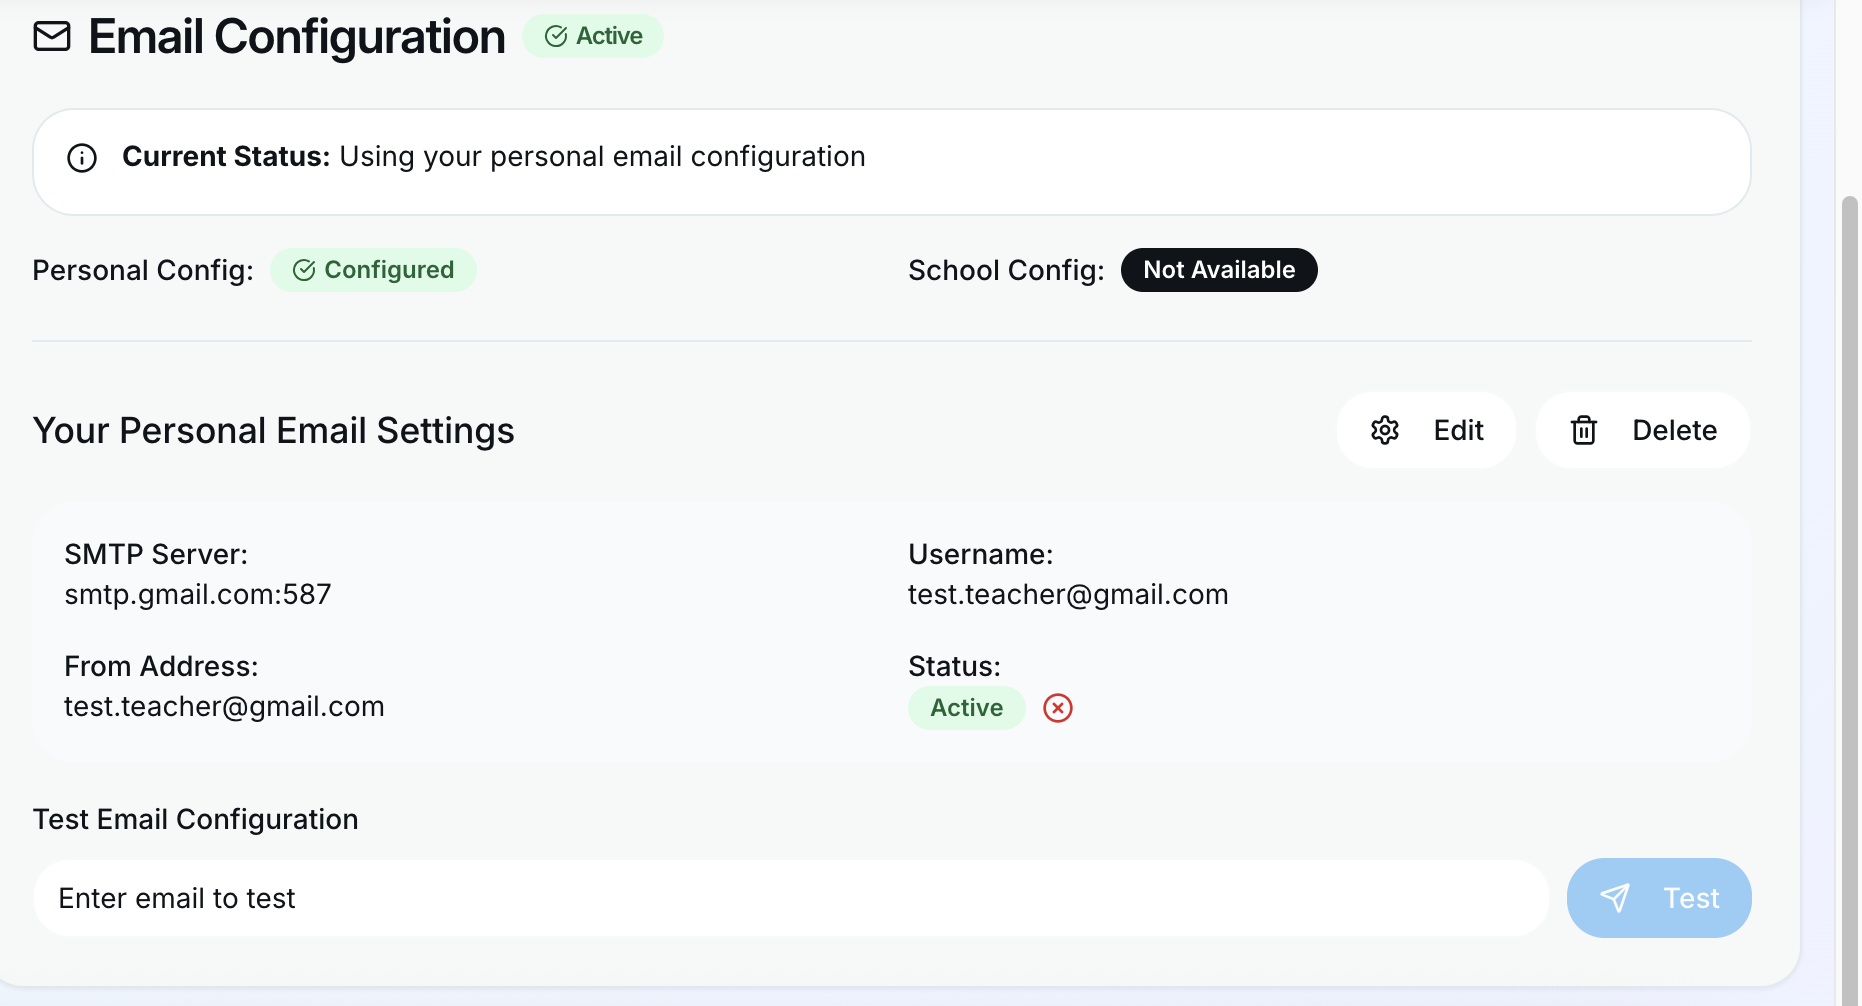 Email Configuration Active
Current Status: Using your personal email configuration
Personal Config: Configured
School Config: Not Available
Your Personal Email Settings
Edit
Delete
SMTP Server:
smtp.gmail.com:587
Username:
test.teacher@gmail.com
From Address:
test.teacher@gmail.com
Status:
Active
Test Email Configuration
Enter email to test
Test